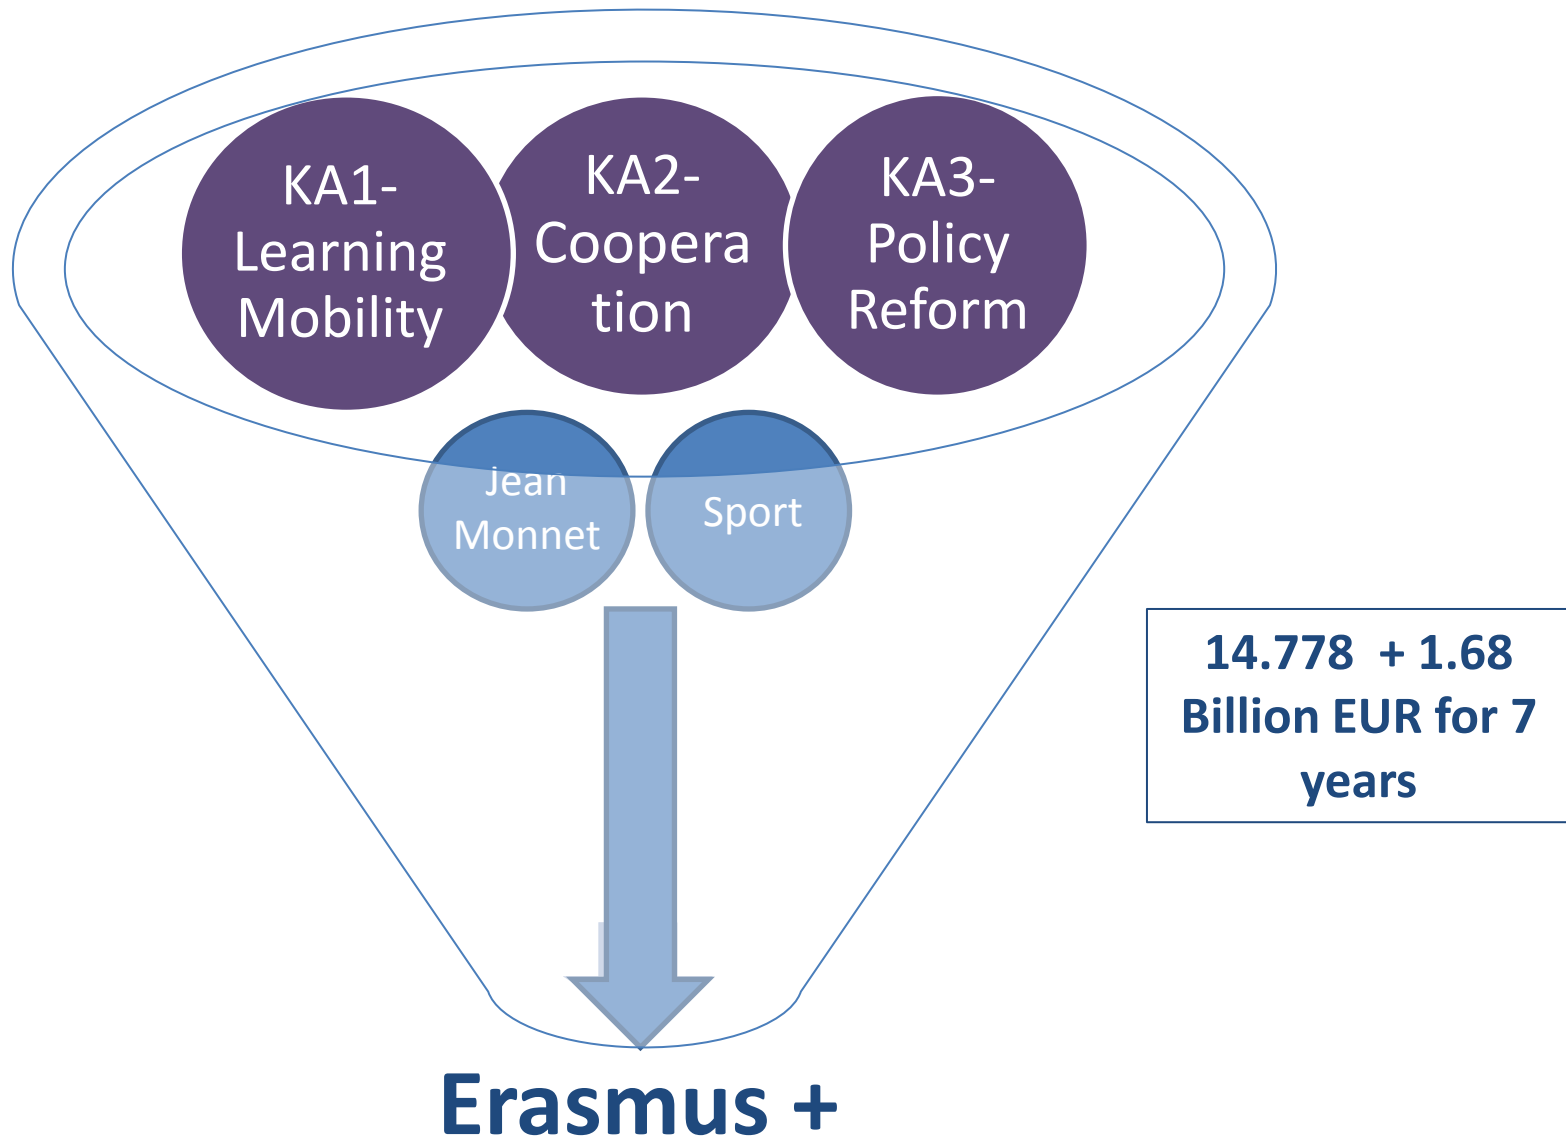 KA1-
Learning
Mobility
KA2-
Coopera
tion
KA3-
Policy
Reform
Jean
Monnet
Sport
14.778 + 1.68
Billion EUR for 7
years
Erasmus +